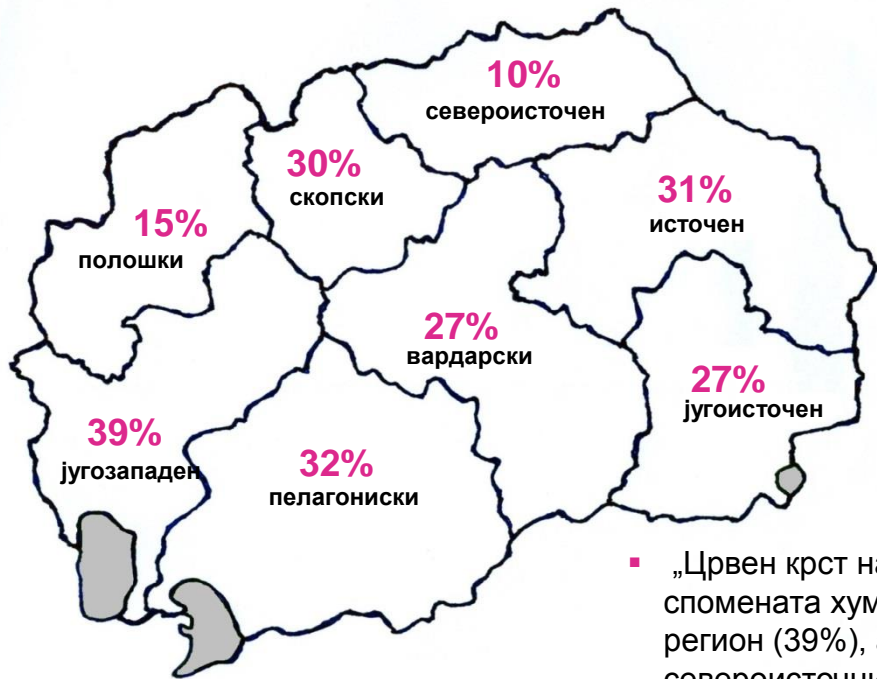 10%
североисточен
30%
скопски
31%
источен
15%
полошки
27%
вардарски
27%
југоисточен
39%
југозападен
32%
пелагониски
▪ „Црвен крст на
спомената хум
регион (39%),